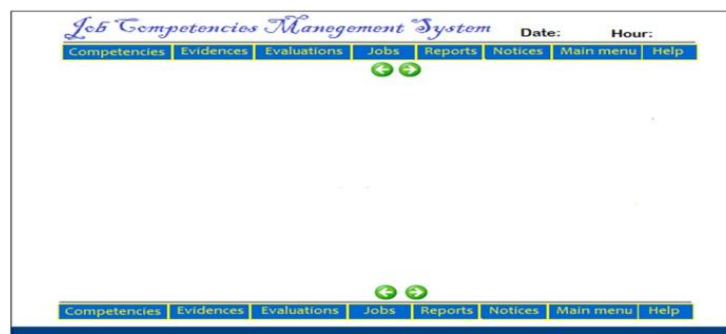 Job Competencies Manegement System Date: Hour:
Competencies Evidences Evaluations Jobs Reports Notices Main menu Help
Competencies Evidences Evaluations Jobs Reports Notices Main menu Help